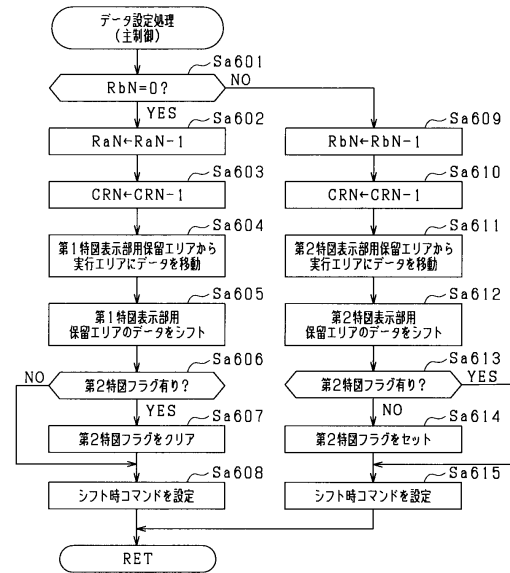 データ設定処理
(主制御)
Sa601
RbN=0?
NO
YES
Sa602
RaN←RaN-1
Sa603
CRN←CRN-1
Sa604
第1特図表示部用保留エリアから
実行エリアにデータを移動
Sa605
第1特図表示部用
保留エリアのデータをシフト
Sa606
NO
第2特図フラグ有り?
YES
Sa607
第2特図フラグをクリア
Sa608
シフト時コマンドを設定
Sa609
RbN←RbN-1
Sa610
CRN←CRN-1
Sa611
第2特図表示部用保留エリアから
実行エリアにデータを移動
Sa612
第2特図表示部用
保留エリアのデータをシフト
Sa613
第2特図フラグ有り?
YES
NO
Sa614
第2特図フラグをセット
Sa615
シフト時コマンドを設定
RET